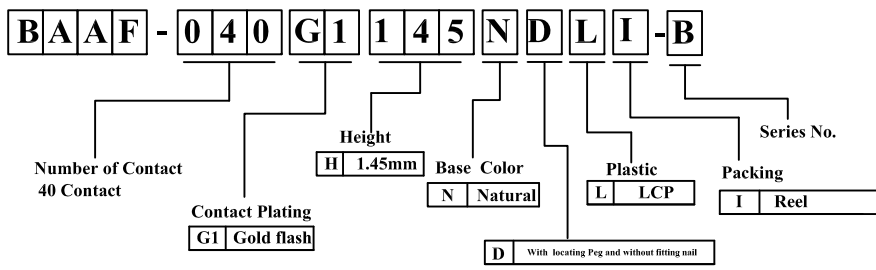 BAAF-040G1145NDLI-B
Series No.
Height
H 1.45mm
Number of Contact
40 Contact
Base Color
N Natural
Plastic
L LCP
Packing
I Reel
Contact Plating
G1 Gold flash
D With locating Peg and without fitting nail